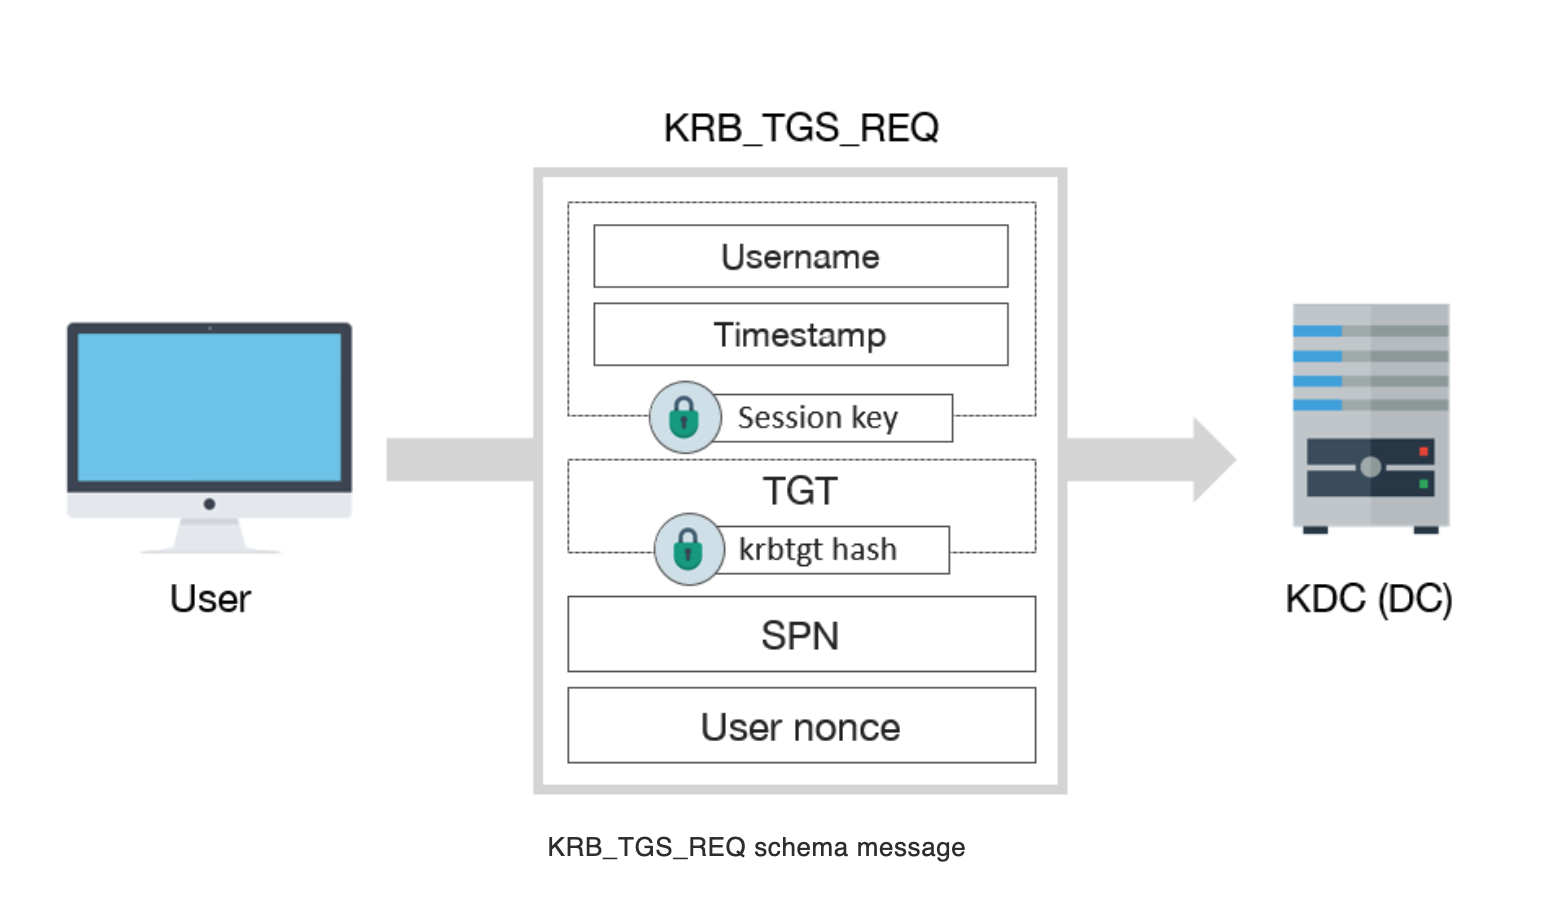 KRB_TGS_REQ
Username
Timestamp
Session key
TGT
krbtgt hash
SPN
User nonce
User
KDC (DC)
KRB_TGS_REQ schema message